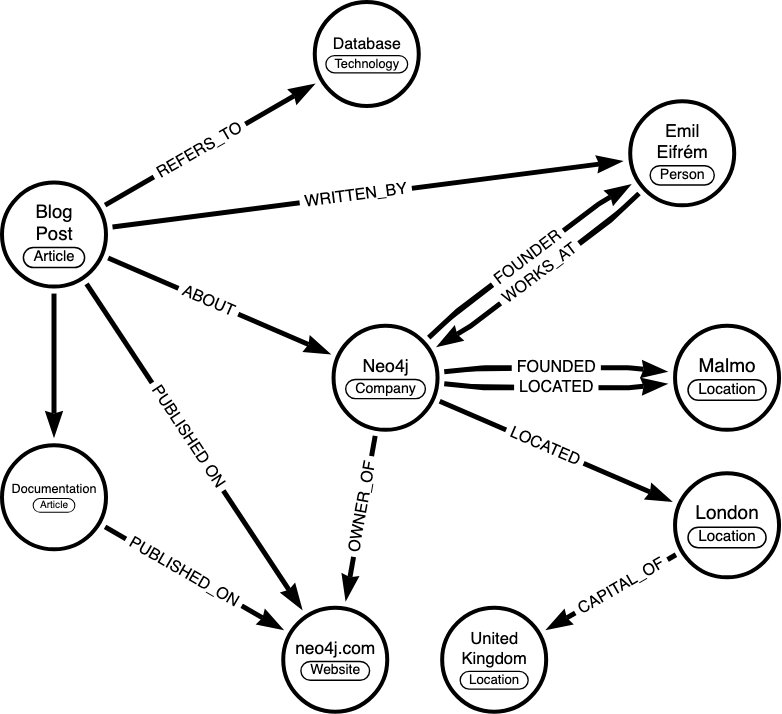 Database
Technology
REFERS_TO
Emil
Eifrém
Person
WRITTEN_BY
Blog
Post
Article
FOUNDER
WORKS_AT
ABOUT
Neo4j
Company
FOUNDED
LOCATED
Malmo
Location
PUBLISHED ON
LOCATED
Documentation
Article
OWNER_OF
London
Location
PUBLISHED_ON
CAPITAL_OF
neo4j.com
Website
United
Kingdom
Location